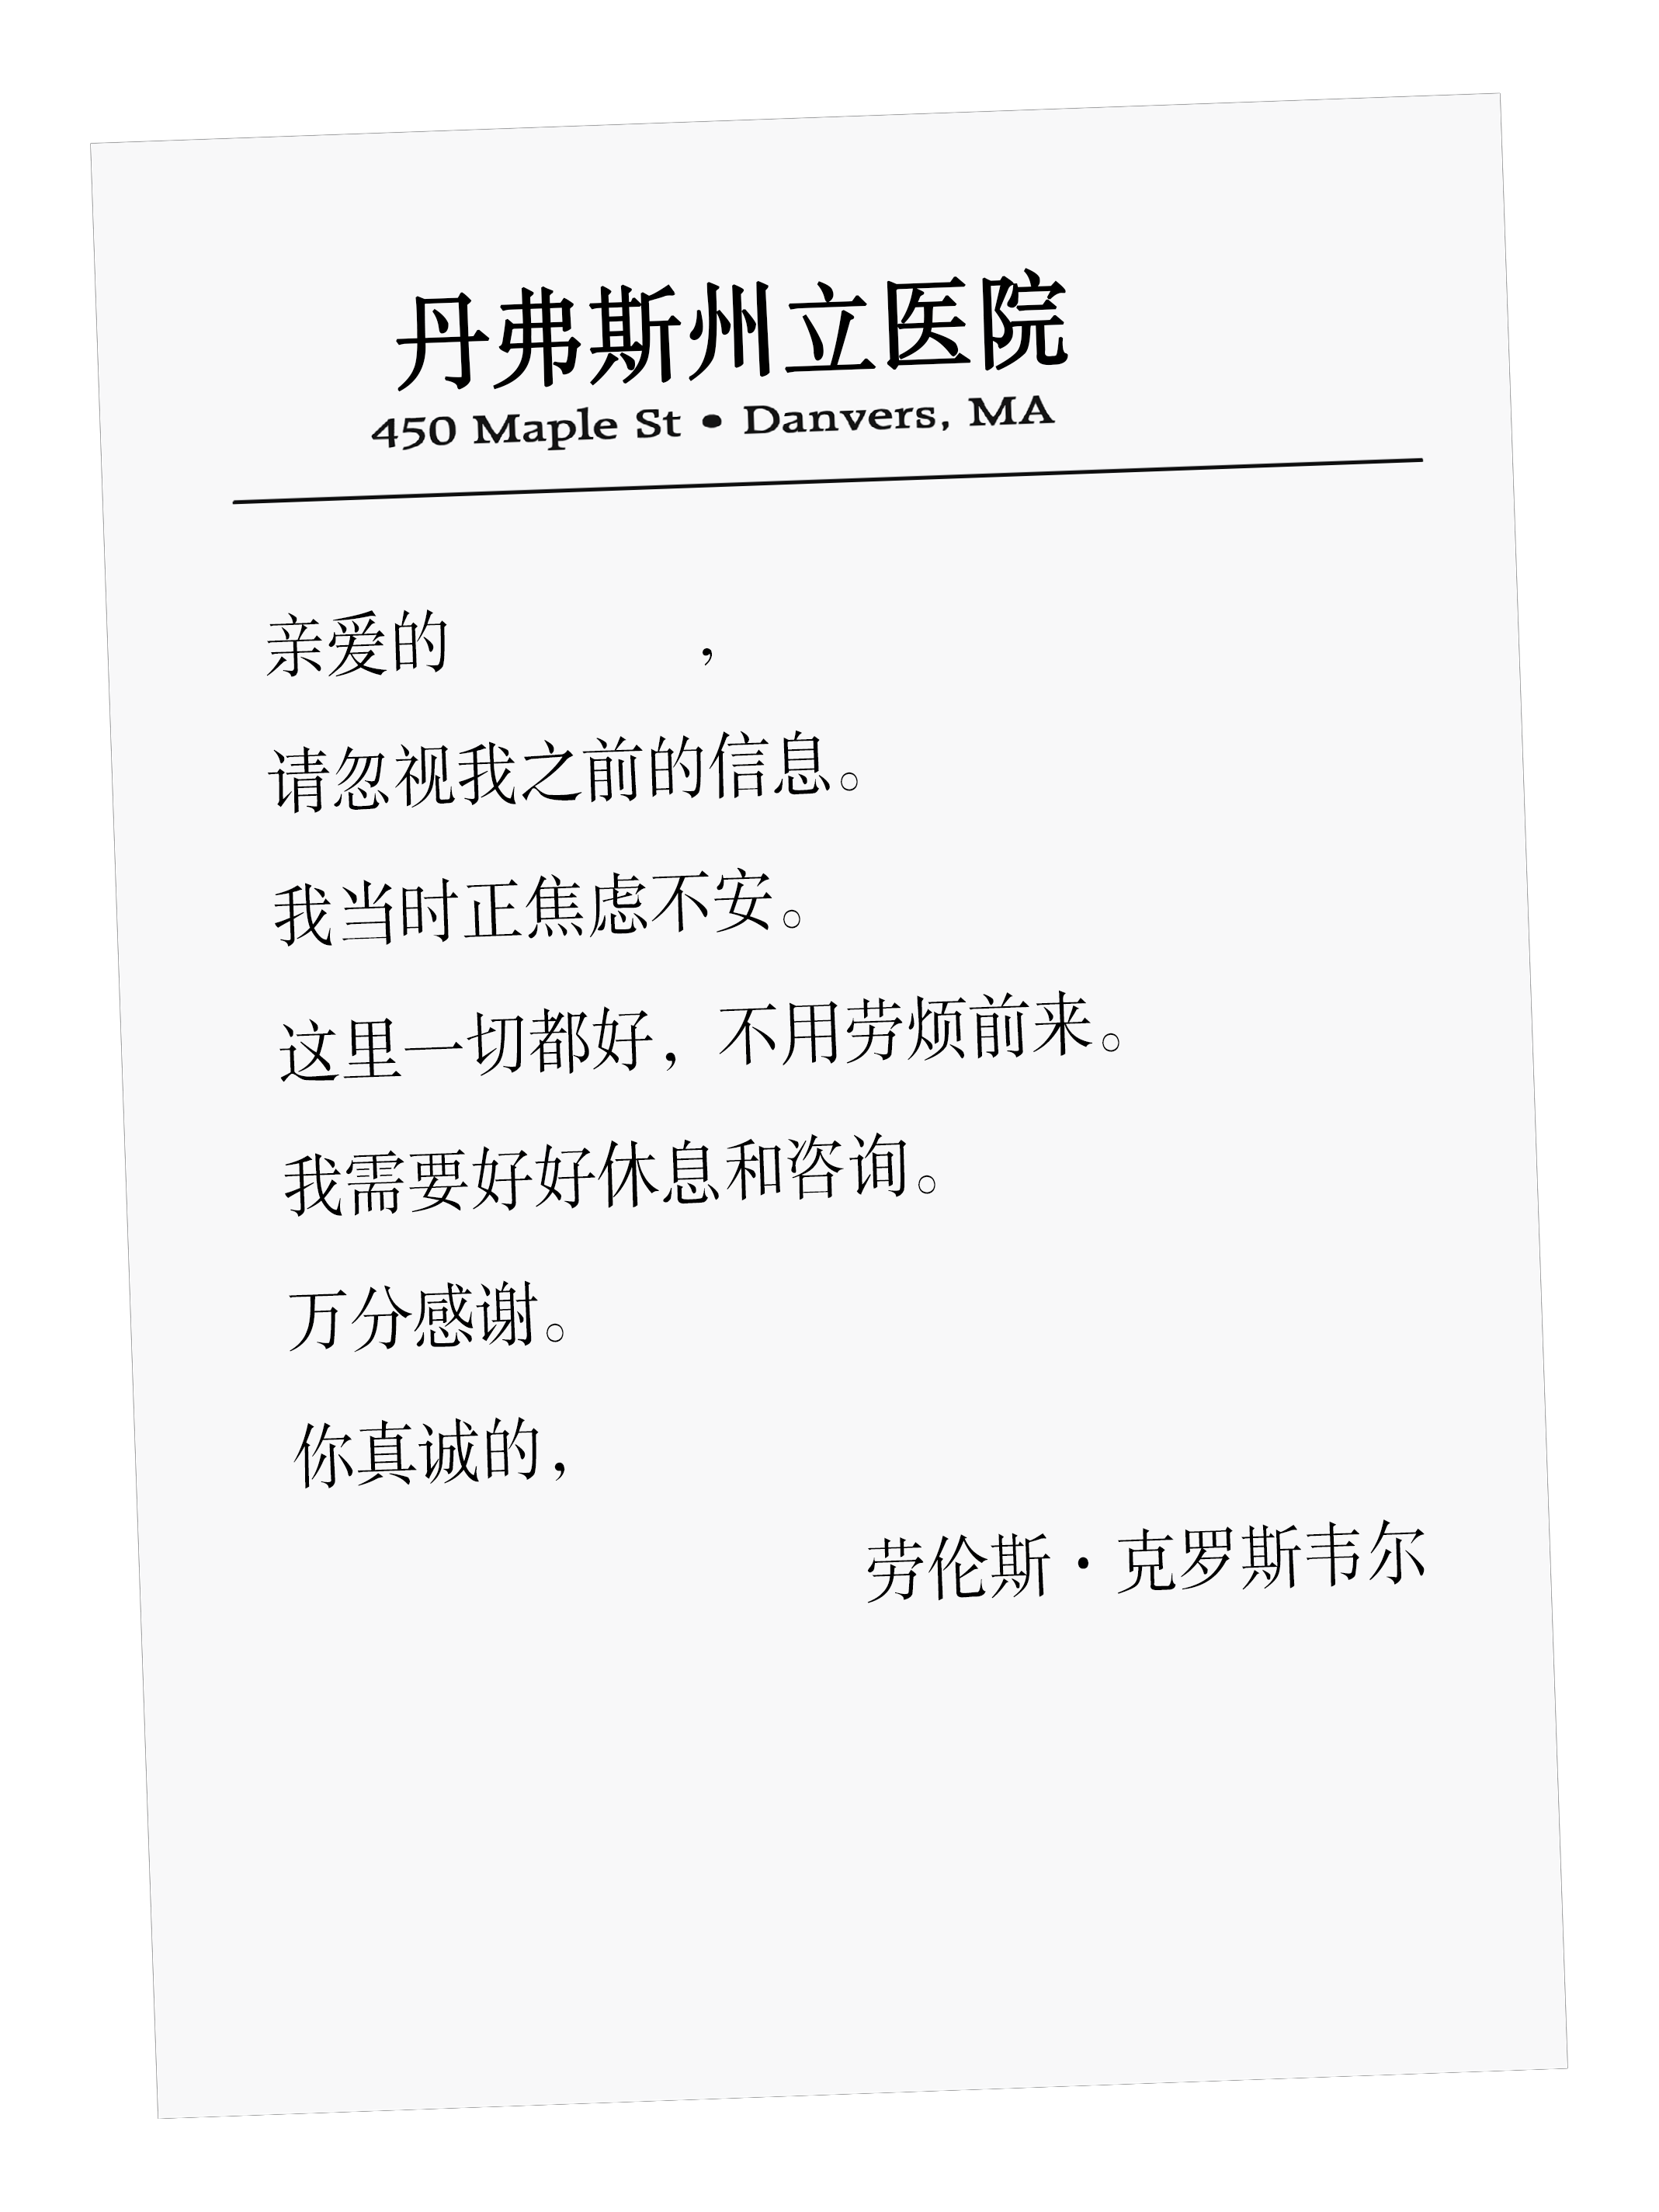 丹弗斯州立医院
450 Maple St • Danvers, MA
亲爱的 ，
请忽视我之前的信息。
我当时正焦虑不安。
这里一切都好，不用劳烦前来。
我需要好好休息和咨询。
万分感谢。
你真诚的，
劳伦斯·克罗斯韦尔